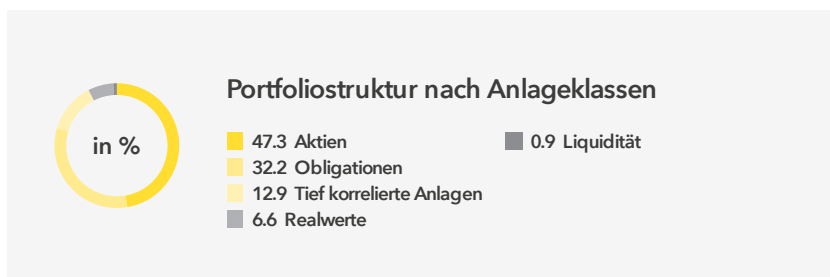 Portfoliostruktur nach Anlageklassen
in %
47.3 Aktien
32.2 Obligationen
12.9 Tief korrelierte Anlagen
6.6 Realwerte
0.9 Liquidität